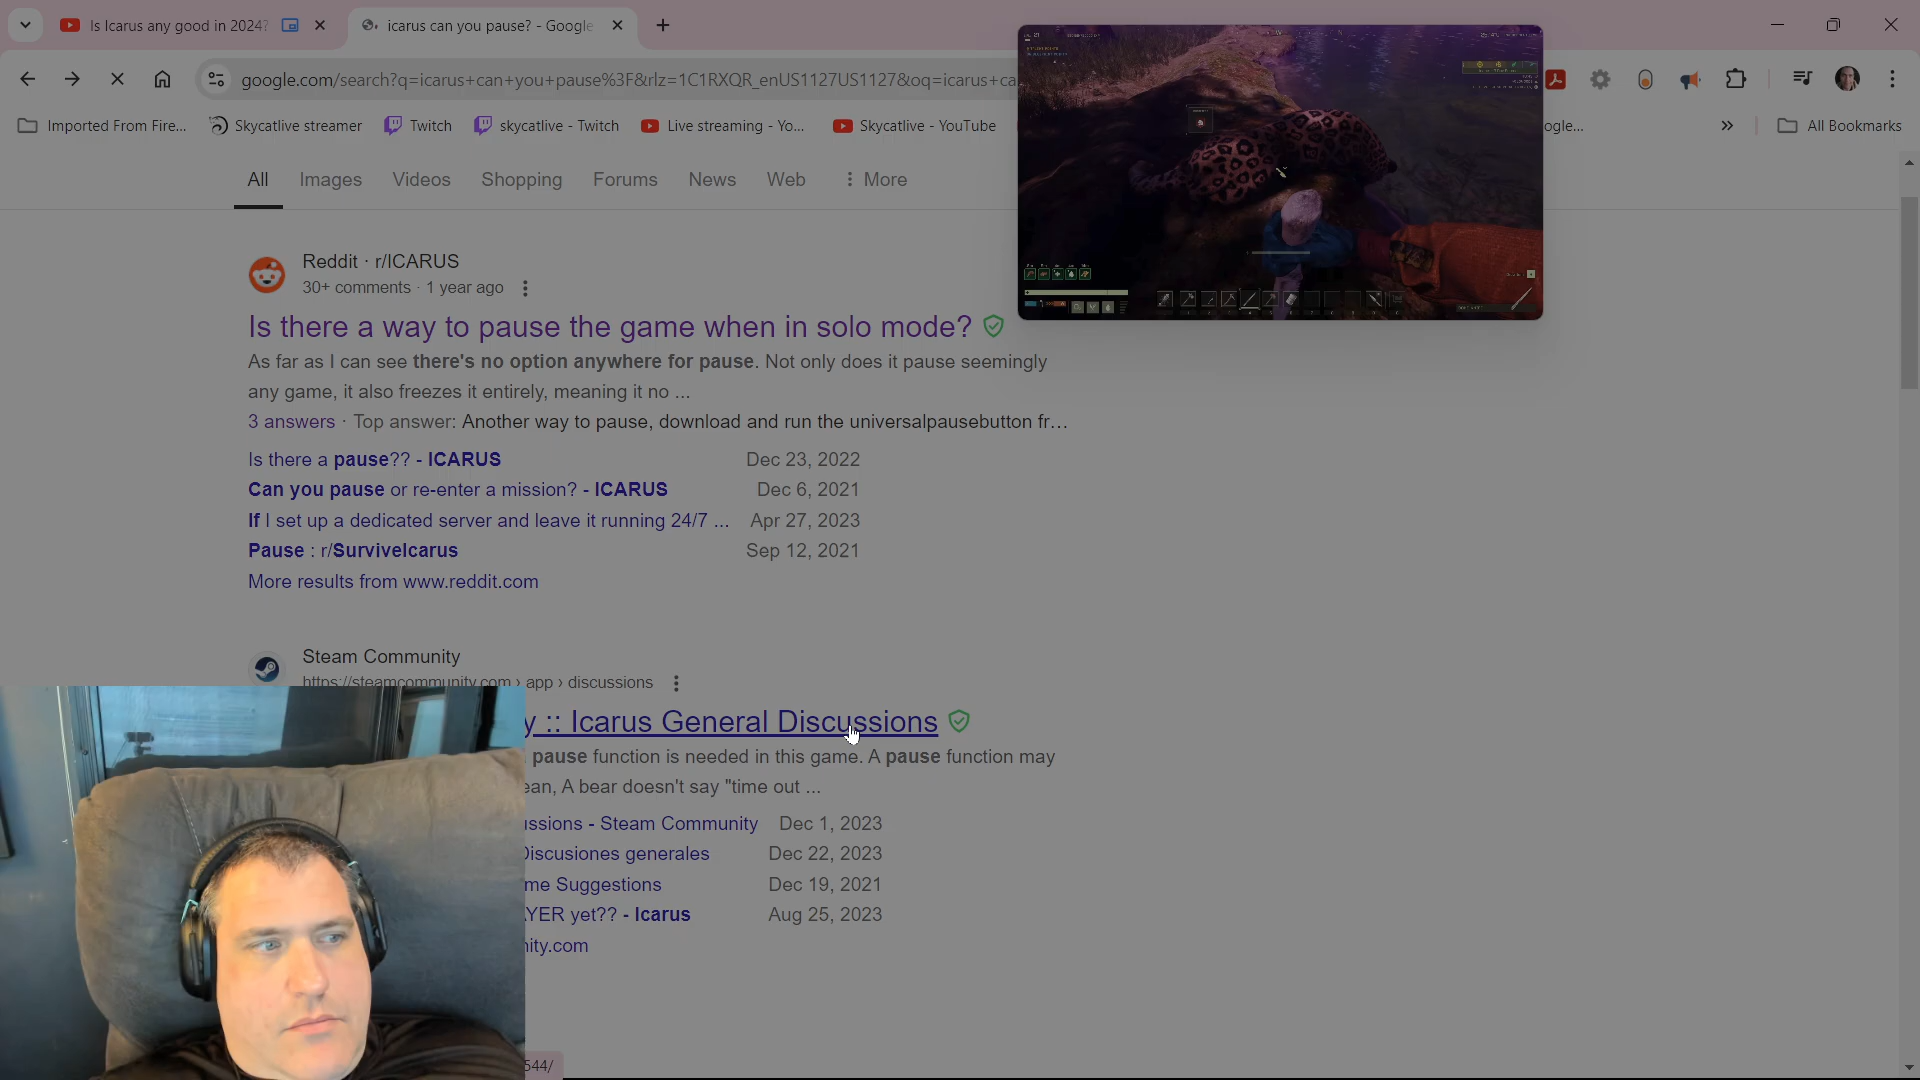 Is Icarus any good in 2024?
icarus can you pause? - Google
google.com/search?q=icarus+can+you+pause%3F&rlz=1C1RXQR_enUS1127US1127&oq=icarus+ca
Imported From Fire...
Skycatlive streamer
Twitch
skycatlive - Twitch
Live streaming - Yo...
Skycatlive - YouTube
ogle...
All Bookmarks
All
Images
Videos
Shopping
Forums
News
Web
More
Reddit · r/ICARUS
30+ comments · 1 year ago
Is there a way to pause the game when in solo mode?
As far as I can see there's no option anywhere for pause. Not only does it pause seemingly
any game, it also freezes it entirely, meaning it no ...
3 answers · Top answer: Another way to pause, download and run the universalpausebutton fr...
Is there a pause?? - ICARUS Dec 23, 2022
Can you pause or re-enter a mission? - ICARUS Dec 6, 2021
If I set up a dedicated server and leave it running 24/7 ... Apr 27, 2023
Pause : r/SurviveIcarus Sep 12, 2021
More results from www.reddit.com
Steam Community
https://steamcommunity.com › app › discussions
y :: Icarus General Discussions
pause function is needed in this game. A pause function may
ean, A bear doesn't say "time out ...
ussions - Steam Community Dec 1, 2023
Discusiones generales Dec 22, 2023
me Suggestions Dec 19, 2021
AYER yet?? - Icarus Aug 25, 2023
nity.com
544/